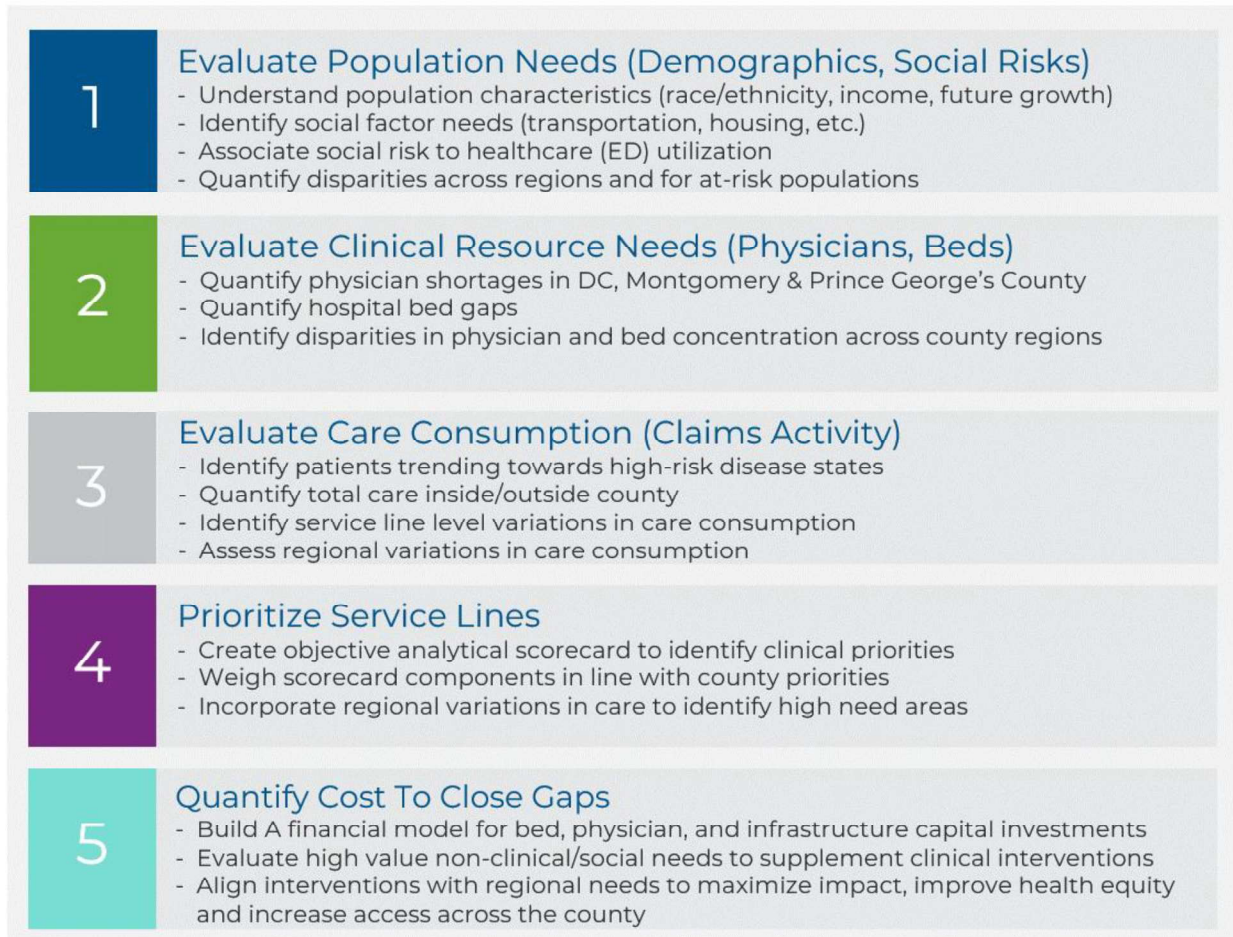 1
Evaluate Population Needs (Demographics, Social Risks)
- Understand population characteristics (race/ethnicity, income, future growth)
- Identify social factor needs (transportation, housing, etc.)
- Associate social risk to healthcare (ED) utilization
- Quantify disparities across regions and for at-risk populations
2
Evaluate Clinical Resource Needs (Physicians, Beds)
- Quantify physician shortages in DC, Montgomery & Prince George's County
- Quantify hospital bed gaps
- Identify disparities in physician and bed concentration across county regions
3
Evaluate Care Consumption (Claims Activity)
- Identify patients trending towards high-risk disease states
- Quantify total care inside/outside county
- Identify service line level variations in care consumption
- Assess regional variations in care consumption
4
Prioritize Service Lines
- Create objective analytical scorecard to identify clinical priorities
- Weigh scorecard components in line with county priorities
- Incorporate regional variations in care to identify high need areas
5
Quantify Cost To Close Gaps
- Build A financial model for bed, physician, and infrastructure capital investments
- Evaluate high value non-clinical/social needs to supplement clinical interventions
- Align interventions with regional needs to maximize impact, improve health equity
and increase access across the county